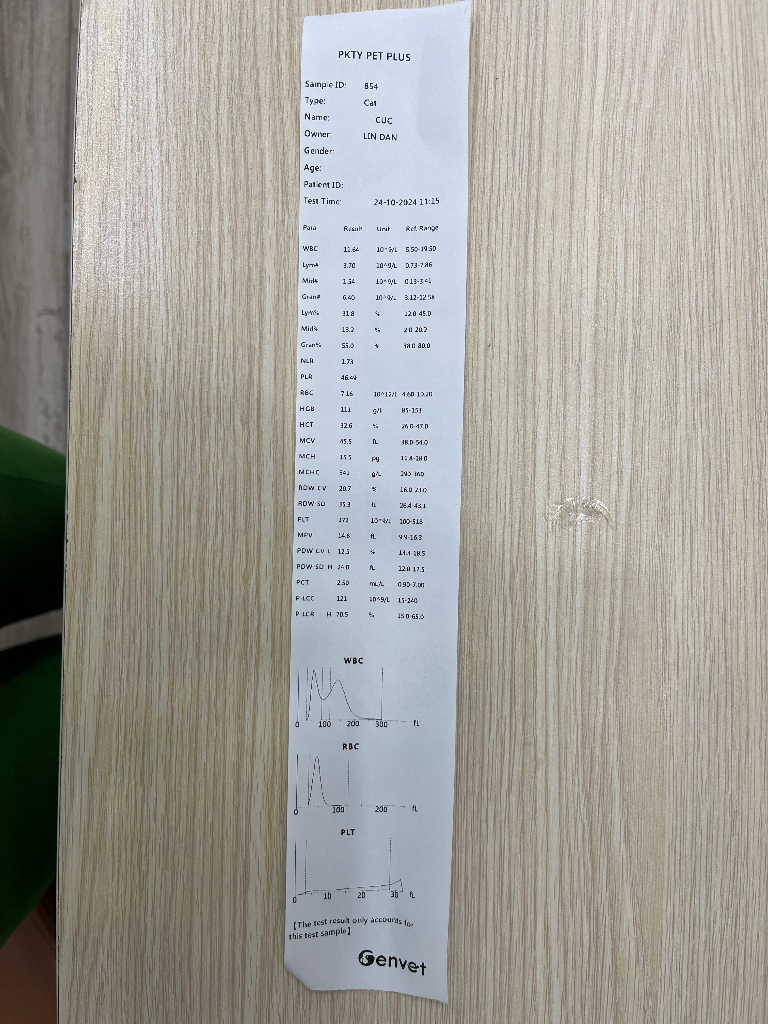 PKTY PET PLUS
Sample ID: 854
Type: Cat
Name: CUC
Owner: LIN DAN
Gender:
Age:
Patient ID:
Test Time: 24-10-2024 11:15
Para Result Unit Ref. Range
WBC 11.64 10^9/L 5.50-19.50
Lym# 3.70 10^9/L 0.73-7.86
Mid# 1.54 10^9/L 0.13-3.41
Gran# 6.40 10^9/L 3.12-12.58
Lym% 31.8 % 12.0-45.0
Mid% 13.2 % 2.0-20.2
Gran% 55.0 % 38.0-80.0
NLR 1.73
PLR 46.49
RBC 7.16 10^12/L 4.60-10.20
HGB 111 g/L 85-153
HCT 32.6 % 26.0-47.0
MCV 45.5 fL 38.0-54.0
MCH 15.5 pg 11.8-18.0
MCHC 341 g/L 290-360
RDW-CV 20.7 % 16.0-23.0
RDW-SD 35.3 fL 26.4-43.1
PLT 172 10^9/L 100-518
MPV 14.6 fL 9.9-16.3
PDW-CV L 12.5 % 13.3-18.5
PDW-SD H 24.0 fL 12.0-17.5
PCT 2.50 mL/L 0.90-7.00
P-LCC 121 10^9/L 15-240
P-LCR H 70.5 % 25.0-65.0
WBC
0 100 200 300 fL
RBC
0 100 200 fL
PLT
0 10 20 30 fL
【The test result only accounts for
this test sample】
Genvet